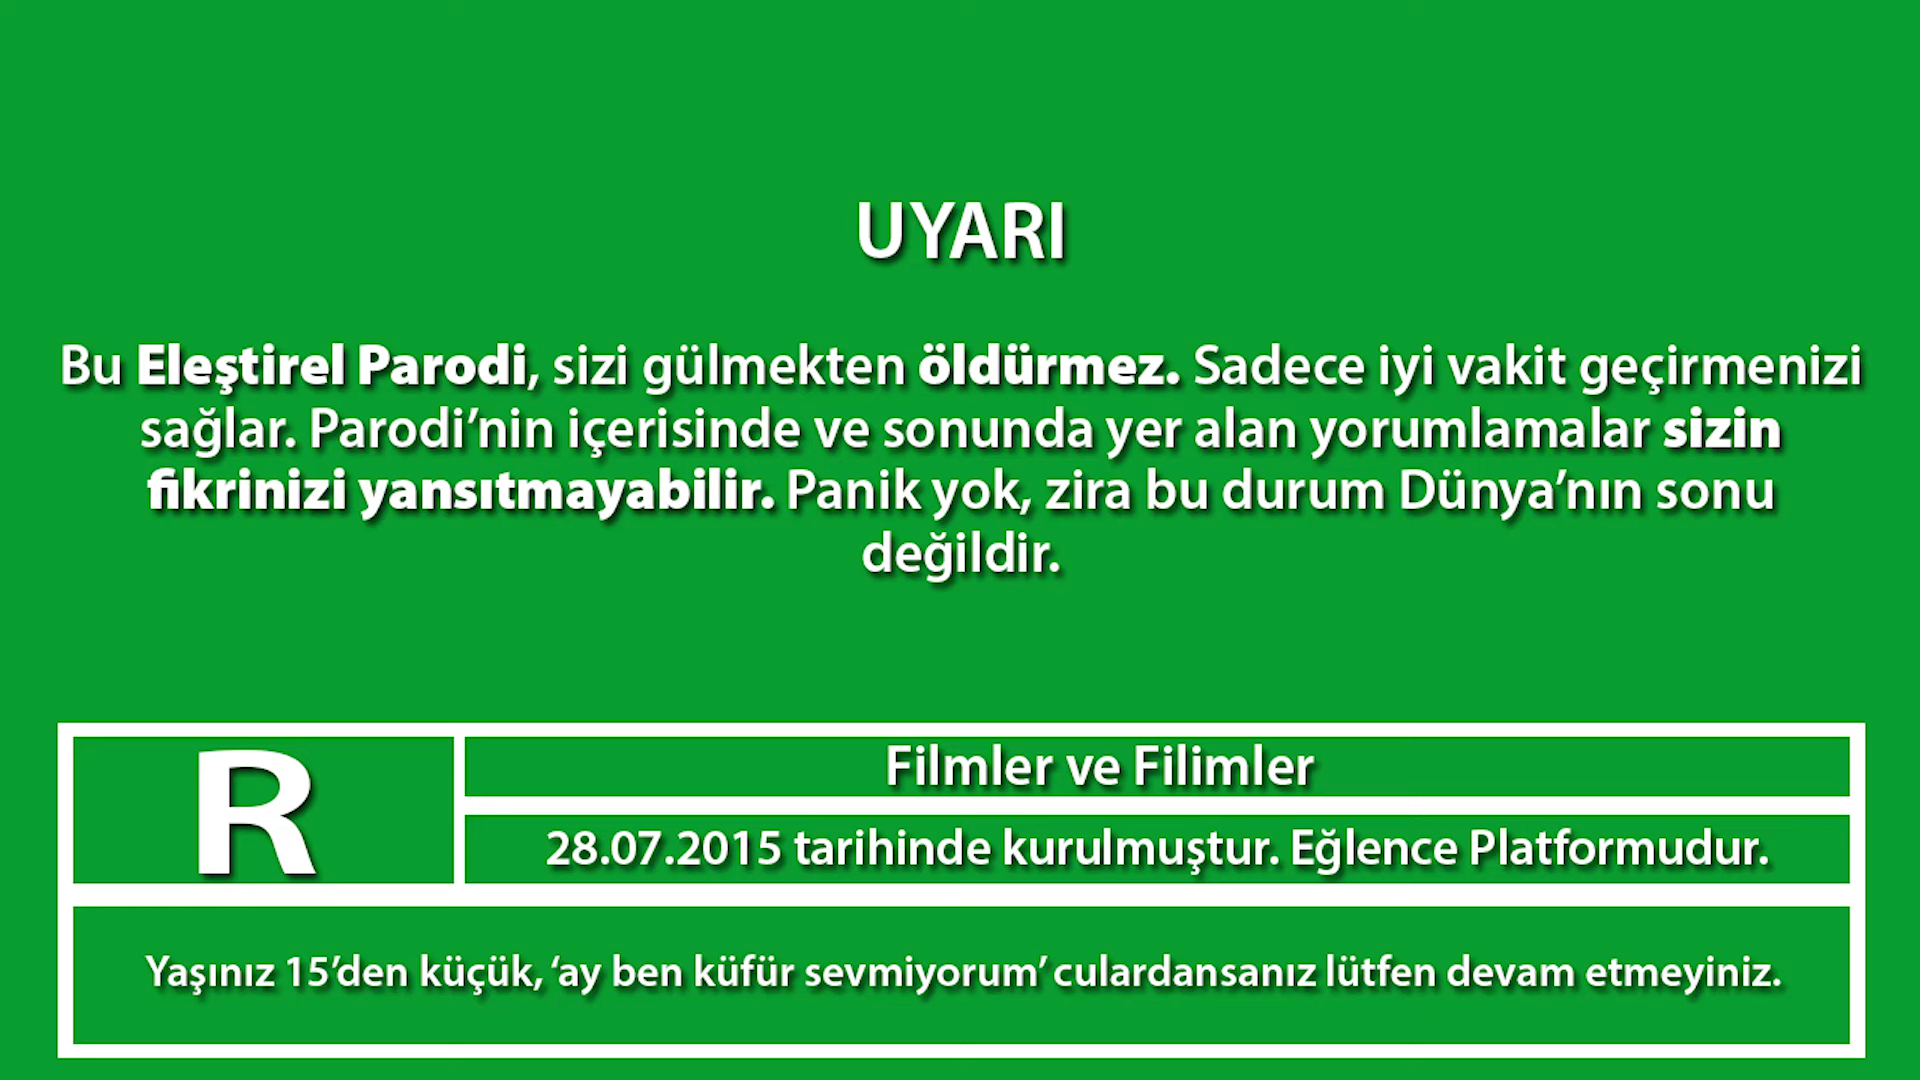 UYARI
Bu Eleştirel Parodi, sizi gülmekten öldürmez. Sadece iyi vakit geçirmenizi
sağlar. Parodi’nin içerisinde ve sonunda yer alan yorumlamalar sizin
fikrinizi yansıtmayabilir. Panik yok, zira bu durum Dünya’nın sonu
değildir.
R
Filmler ve Filimler
28.07.2015 tarihinde kurulmuştur. Eğlence Platformudur.
Yaşınız 15’den küçük, ‘ay ben küfür sevmiyorum’ culardansanız lütfen devam etmeyiniz.